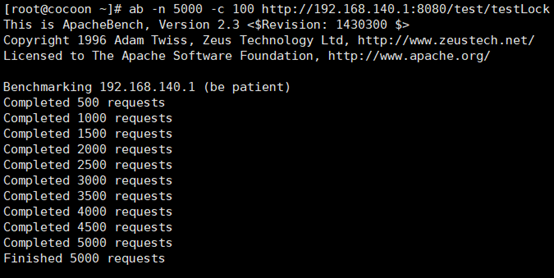 [root@cocoon ~]# ab -n 5000 -c 100 http://192.168.140.1:8080/test/testLock
This is ApacheBench, Version 2.3 <$Revision: 1430300 $>
Copyright 1996 Adam Twiss, Zeus Technology Ltd, http://www.zeustech.net/
Licensed to The Apache Software Foundation, http://www.apache.org/

Benchmarking 192.168.140.1 (be patient)
Completed 500 requests
Completed 1000 requests
Completed 1500 requests
Completed 2000 requests
Completed 2500 requests
Completed 3000 requests
Completed 3500 requests
Completed 4000 requests
Completed 4500 requests
Completed 5000 requests
Finished 5000 requests